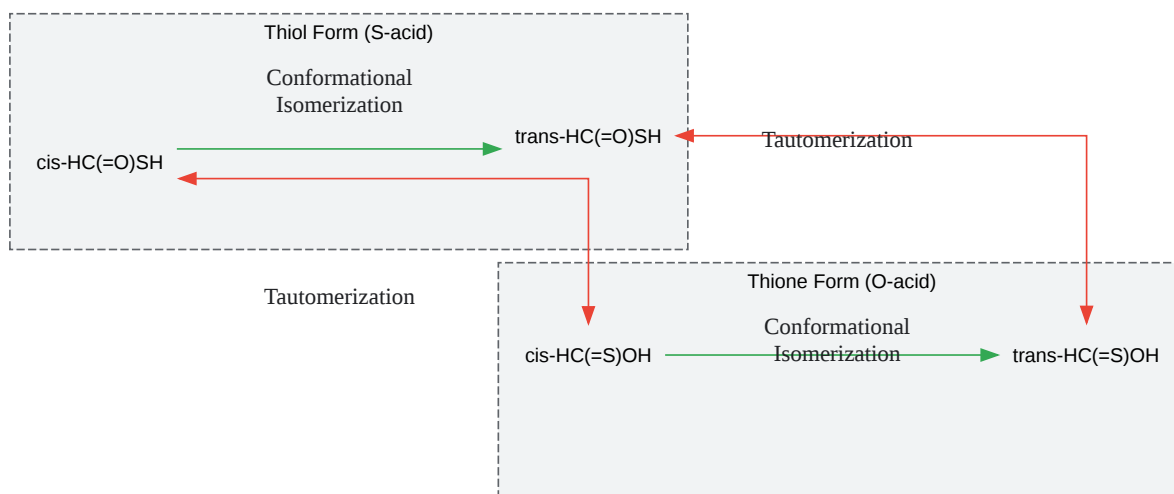 Thiol Form (S-acid)
Conformational
Isomerization
trans-HC(=O)SH
Tautomerization
cis-HC(=O)SH
Thione Form (O-acid)
Tautomerization
Conformational
Isomerization
cis-HC(=S)OH
trans-HC(=S)OH